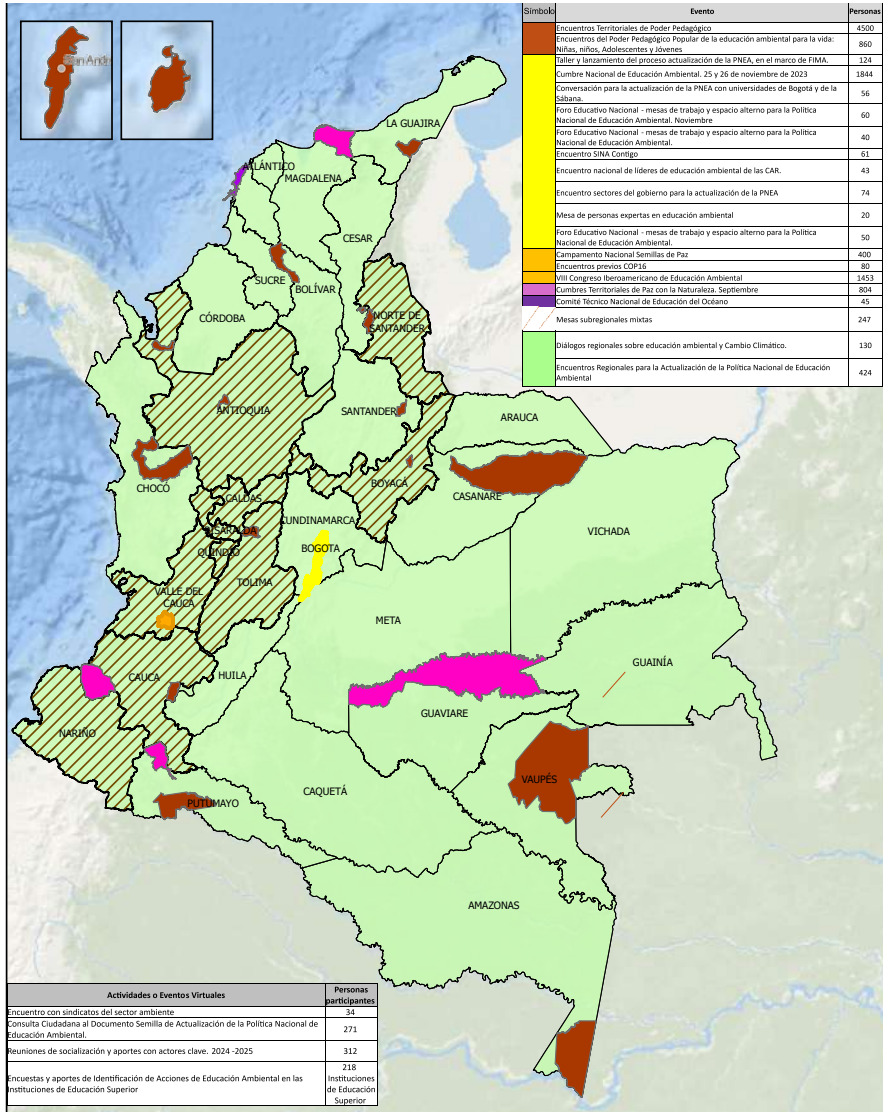 San Andr
Símbolo Evento Personas
Encuentros Territoriales de Poder Pedagógico 4500
Encuentros del Poder Pedagógico Popular de la educación ambiental para la vida:
Niñas, niños, Adolescentes y Jóvenes 860
Taller y lanzamiento del proceso actualización de la PNEA, en el marco de FIMA. 124
Cumbre Nacional de Educación Ambiental. 25 y 26 de noviembre de 2023 1844
Conversación para la actualización de la PNEA con universidades de Bogotá y de la
Sábana. 56
Foro Educativo Nacional - mesas de trabajo y espacio alterno para la Política
Nacional de Educación Ambiental. Noviembre 60
Foro Educativo Nacional - mesas de trabajo y espacio alterno para la Política
Nacional de Educación Ambiental. 40
Encuentro SINA Contigo 61
Encuentro nacional de líderes de educación ambiental de las CAR. 43
Encuentro sectores del gobierno para la actualización de la PNEA 74
Mesa de personas expertas en educación ambiental 20
Foro Educativo Nacional - mesas de trabajo y espacio alterno para la Política
Nacional de Educación Ambiental. 50
Campamento Nacional Semillas de Paz 400
Encuentros previos COP16 80
VIII Congreso Iberoamericano de Educación Ambiental 1453
Cumbres Territoriales de Paz con la Naturaleza. Septiembre 804
Comité Técnico Nacional de Educación del Océano 45
Mesas subregionales mixtas 247
Diálogos regionales sobre educación ambiental y Cambio Climático. 130
Encuentros Regionales para la Actualización de la Política Nacional de Educación
Ambiental 424
LA GUAJIRA
ATLÁNTICO
MAGDALENA
CESAR
SUCRE
BOLÍVAR
CÓRDOBA
NORTE DE
SANTANDER
ANTIOQUIA
SANTANDER
ARAUCA
CHOCÓ
BOYACÁ
CASANARE
CALDAS
CUNDINAMARCA
RISARALDA
BOGOTA
VICHADA
QUINDÍO
TOLIMA
VALLE DEL
CAUCA
META
GUAINÍA
CAUCA
HUILA
GUAVIARE
NARIÑO
VAUPÉS
CAQUETÁ
PUTUMAYO
AMAZONAS
Actividades o Eventos Virtuales Personas
participantes
Encuentro con sindicatos del sector ambiente 34
Consulta Ciudadana al Documento Semilla de Actualización de la Política Nacional de
Educación Ambiental. 271
Reuniones de socialización y aportes con actores clave. 2024 -2025 312
Encuestas y aportes de Identificación de Acciones de Educación Ambiental en las
Instituciones de Educación Superior
218
Instituciones
de Educación
Superior